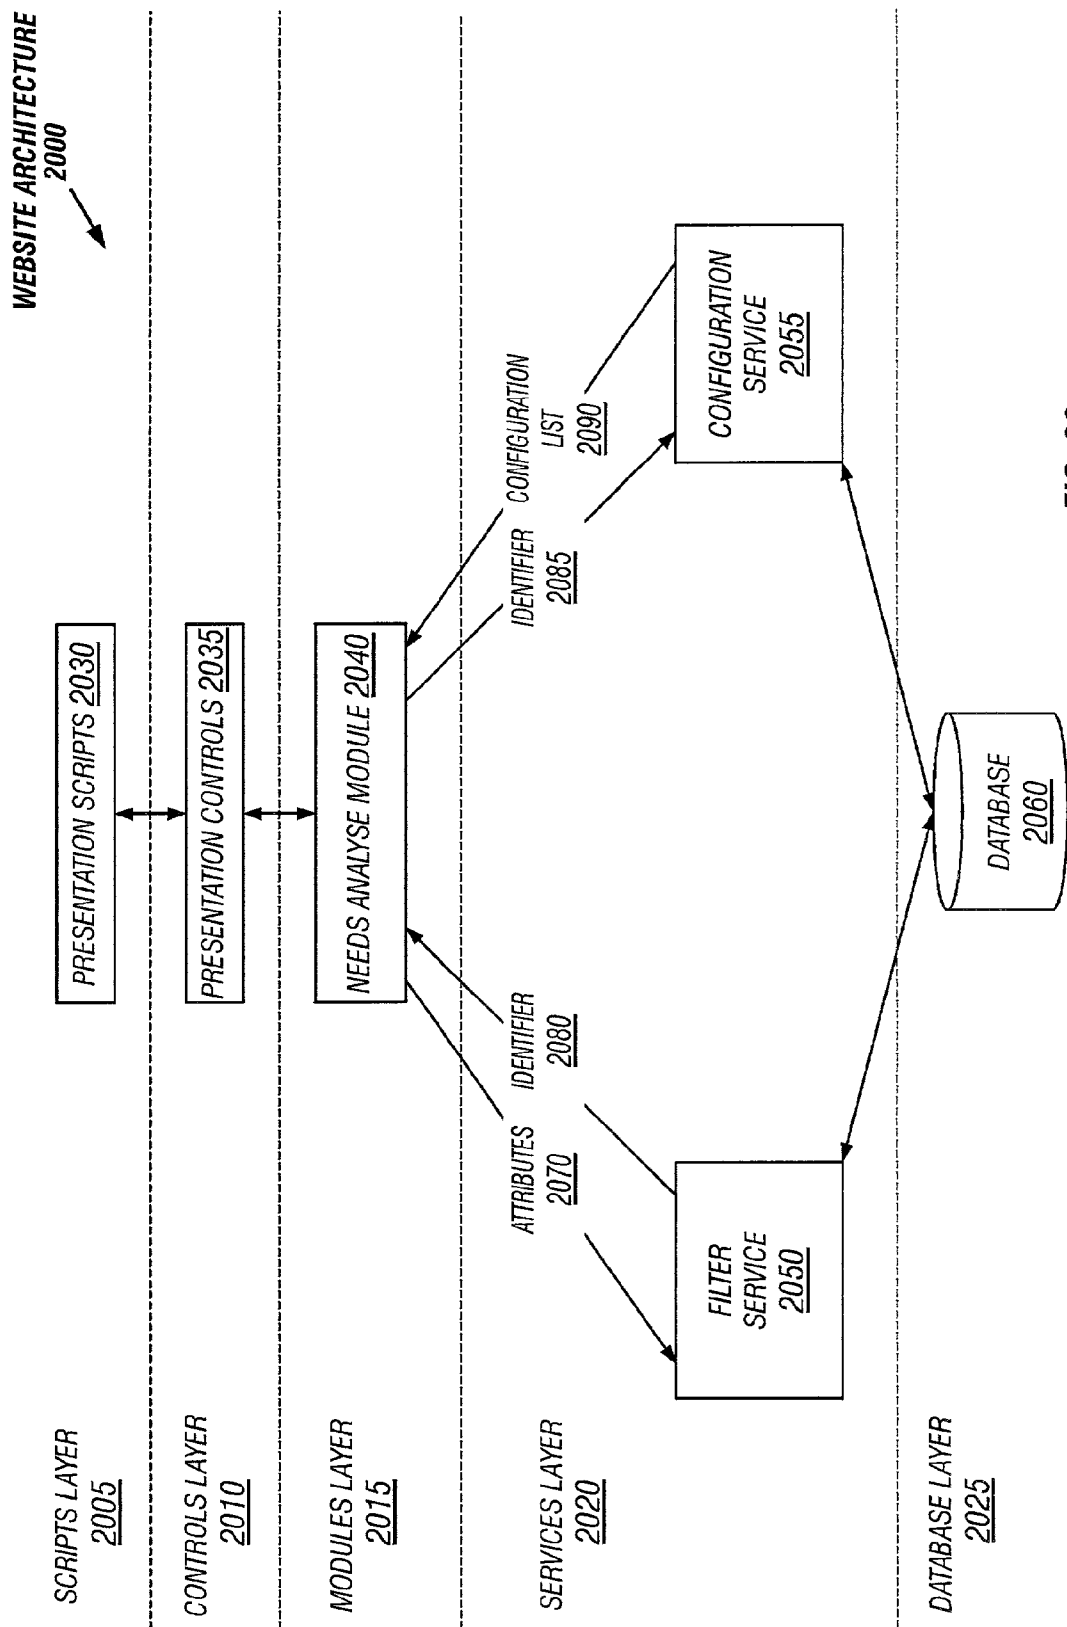 WEBSITE ARCHITECTURE
2000
SCRIPTS LAYER
2005
PRESENTATION SCRIPTS 2030
CONTROLS LAYER
2010
PRESENTATION CONTROLS 2035
MODULES LAYER
2015
NEEDS ANALYSE MODULE 2040
SERVICES LAYER
2020
ATTRIBUTES
2070
IDENTIFIER
2080
IDENTIFIER
2085
CONFIGURATION
LIST
2090
FILTER
SERVICE
2050
CONFIGURATION
SERVICE
2055
DATABASE LAYER
2025
DATABASE
2060